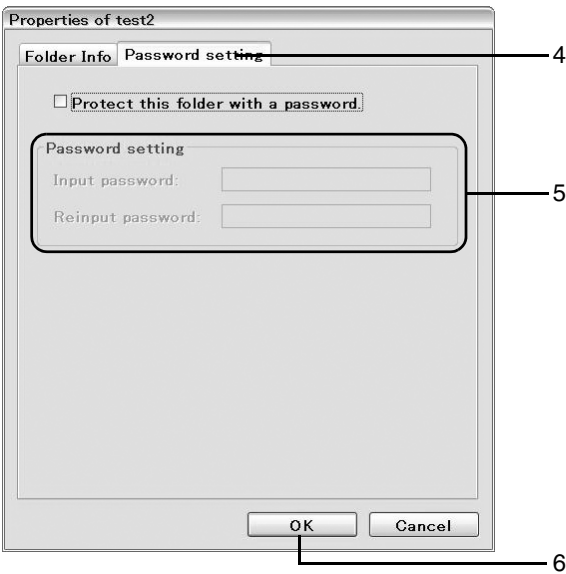 Properties of test2
Folder Info Password setting 4
Protect this folder with a password.
Password setting
Input password: 5
Reinput password:
OK Cancel
6